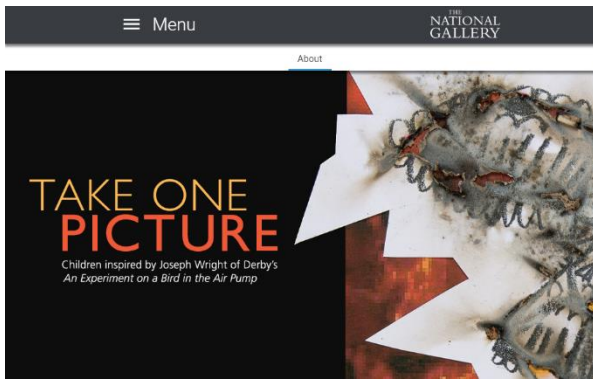 Menu
THE
NATIONAL
GALLERY
About
TAKE ONE
PICTURE
Children inspired by Joseph Wright of Derby's
An Experiment on a Bird in the Air Pump